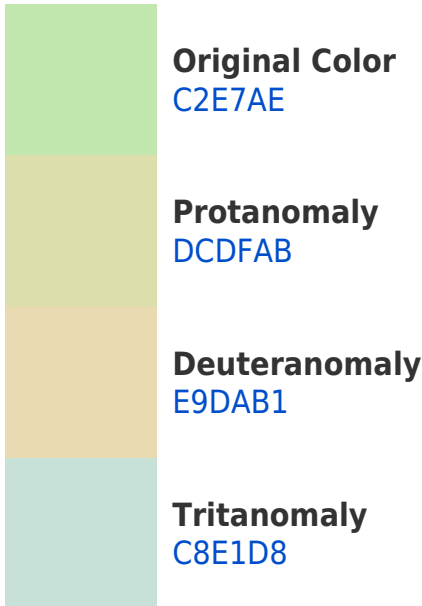 Original Color
C2E7AE
Protanomaly
DCDFAB
Deuteranomaly
E9DAB1
Tritanomaly
C8E1D8